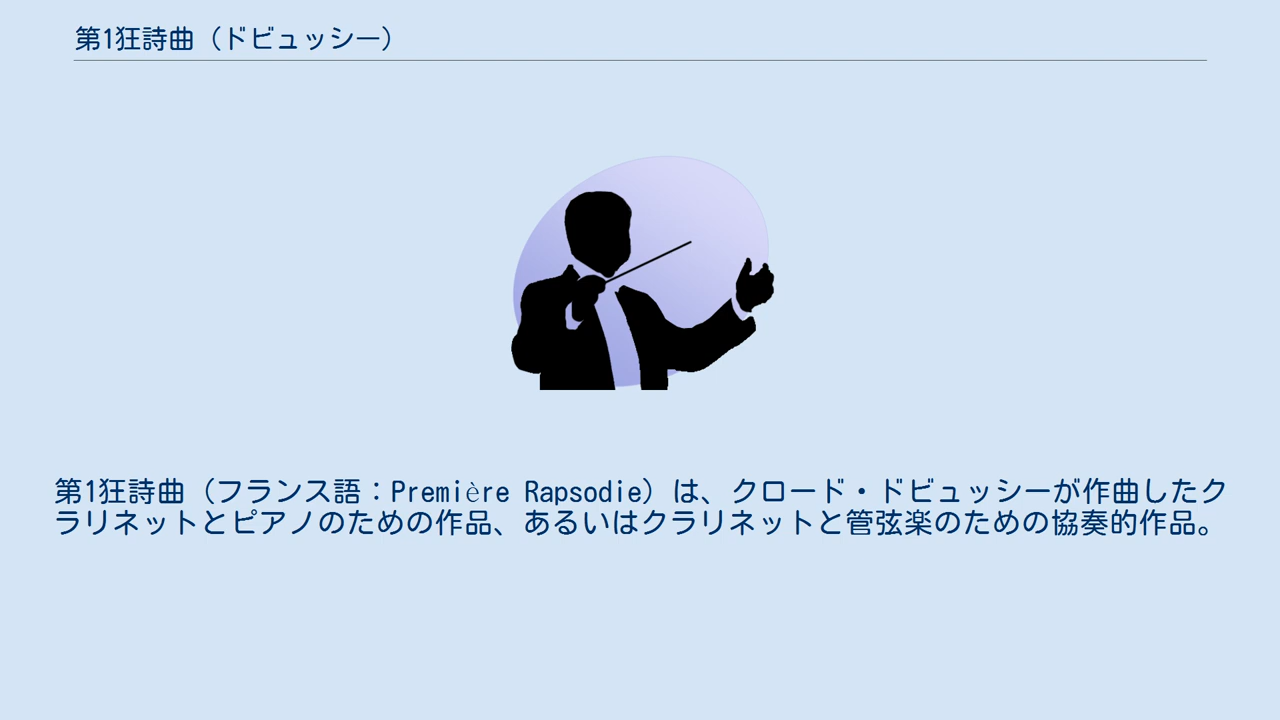 第1狂詩曲（ドビュッシー）
第1狂詩曲（フランス語：Première Rapsodie）は、クロード・ドビュッシーが作曲したク
ラリネットとピアノのための作品、あるいはクラリネットと管弦楽のための協奏的作品。